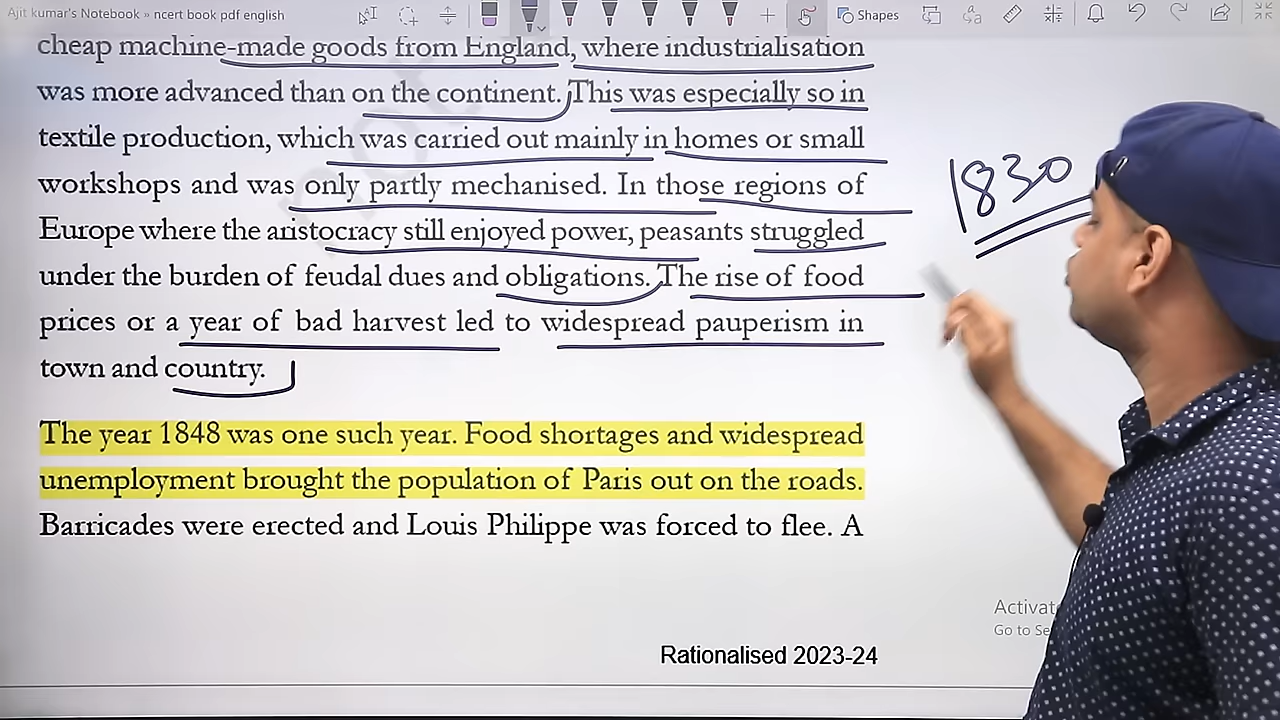 Ajit kumar's Notebook » ncert book pdf english
Shapes
cheap machine-made goods from England, where industrialisation
was more advanced than on the continent. This was especially so in
textile production, which was carried out mainly in homes or small
workshops and was only partly mechanised. In those regions of
Europe where the aristocracy still enjoyed power, peasants struggled
under the burden of feudal dues and obligations. The rise of food
prices or a year of bad harvest led to widespread pauperism in
town and country.
1830
The year 1848 was one such year. Food shortages and widespread
unemployment brought the population of Paris out on the roads.
Barricades were erected and Louis Philippe was forced to flee. A
Activat
Go to Se
Rationalised 2023-24